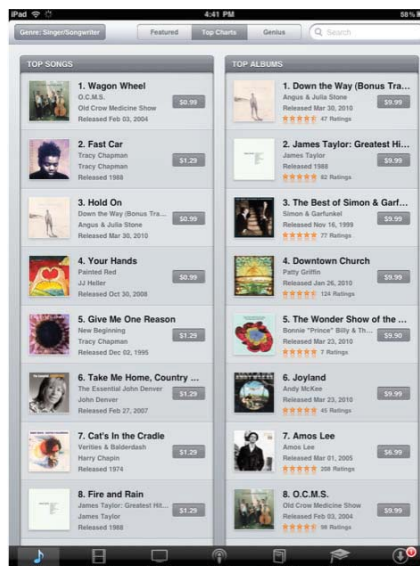 iPad
4:41 PM
Genre: Singer/Songwriter
Featured
Top Charts
Genius
Search
TOP SONGS
1. Wagon Wheel
O.C.M.S.
Old Crow Medicine Show
Released Feb 03, 2004
$0.99
2. Fast Car
Tracy Chapman
Tracy Chapman
Released 1988
$1.29
3. Hold On
Down the Way (Bonus Tra...
Angus & Julia Stone
Released Mar 30, 2010
$0.99
4. Your Hands
Painted Red
JJ Heller
Released Oct 30, 2008
$0.99
5. Give Me One Reason
New Beginning
Tracy Chapman
Released Dec 02, 1995
$1.29
6. Take Me Home, Country ...
The Essential John Denver
John Denver
Released Feb 27, 2007
$1.29
7. Cat's In the Cradle
Verities & Balderdash
Harry Chapin
Released 1974
$1.29
8. Fire and Rain
James Taylor: Greatest Hit...
James Taylor
Released 1968
$1.29
TOP ALBUMS
1. Down the Way (Bonus Tra...
Angus & Julia Stone
Released Mar 30, 2010
47 Ratings
$9.99
2. James Taylor: Greatest Hi...
James Taylor
Released 1988
62 Ratings
$9.99
3. The Best of Simon & Garf...
Simon & Garfunkel
Released Nov 16, 1999
77 Ratings
$9.99
4. Downtown Church
Patty Griffin
Released Jan 26, 2010
124 Ratings
$9.99
5. The Wonder Show of the ...
Bonnie "Prince" Billy & Th...
Released Mar 23, 2010
7 Ratings
$9.90
6. Joyland
Andy McKee
Released Mar 23, 2010
45 Ratings
$9.99
7. Amos Lee
Amos Lee
Released Mar 01, 2005
208 Ratings
$6.99
8. O.C.M.S.
Old Crow Medicine Show
Released Feb 03, 2004
98 Ratings
$9.99